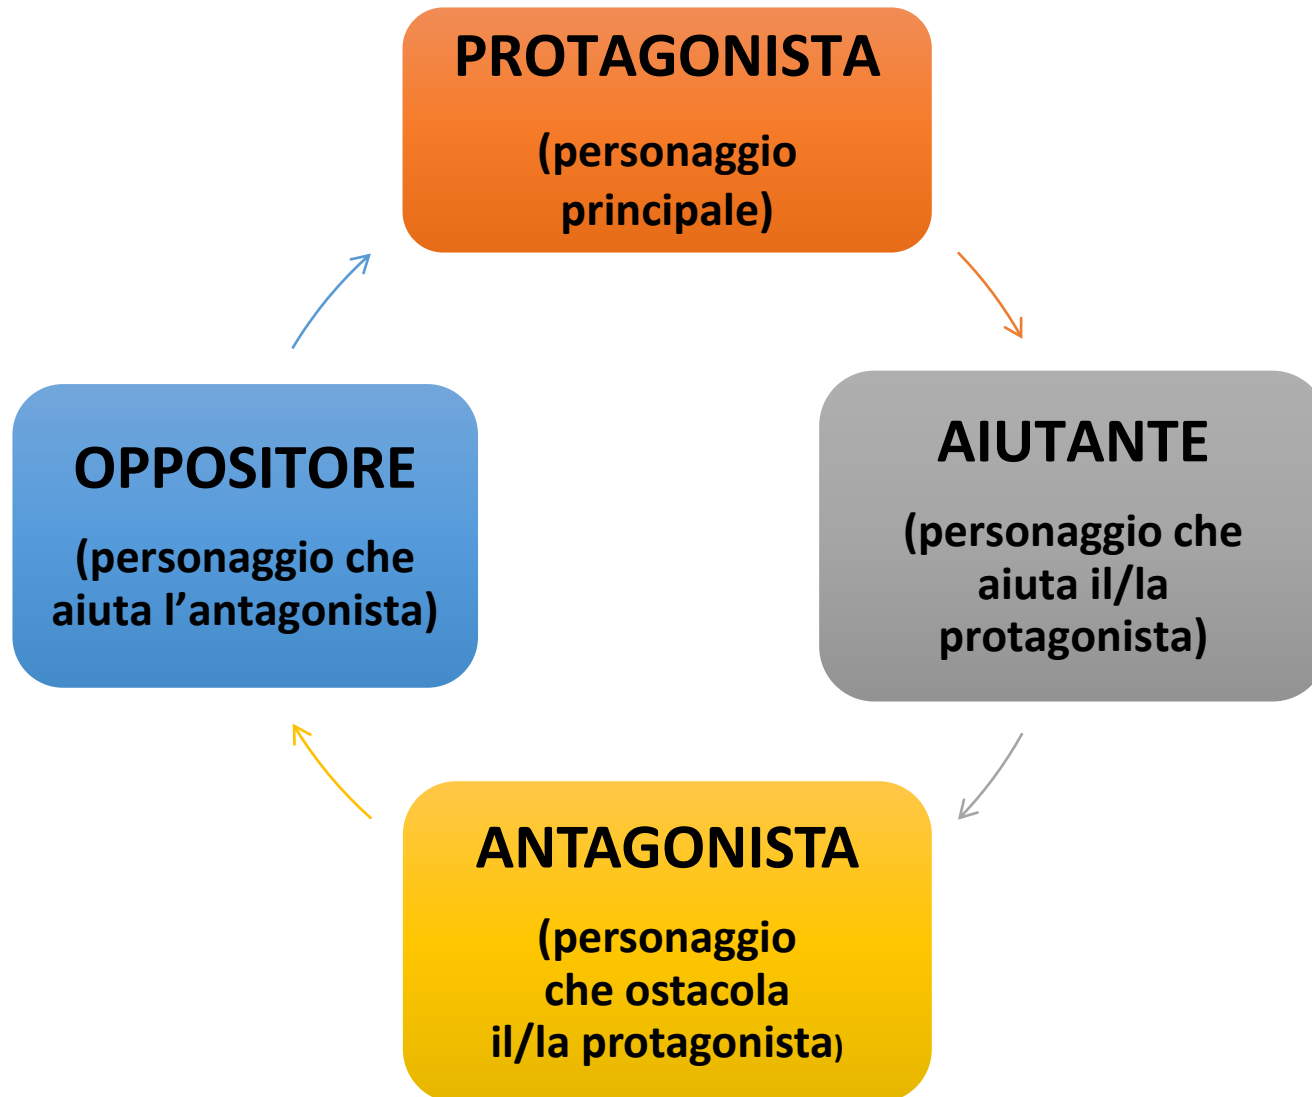 PROTAGONISTA
(personaggio
principale)
AIUTANTE
(personaggio che
aiuta il/la
protagonista)
ANTAGONISTA
(personaggio
che ostacola
il/la protagonista)
OPPOSITORE
(personaggio che
aiuta l’antagonista)